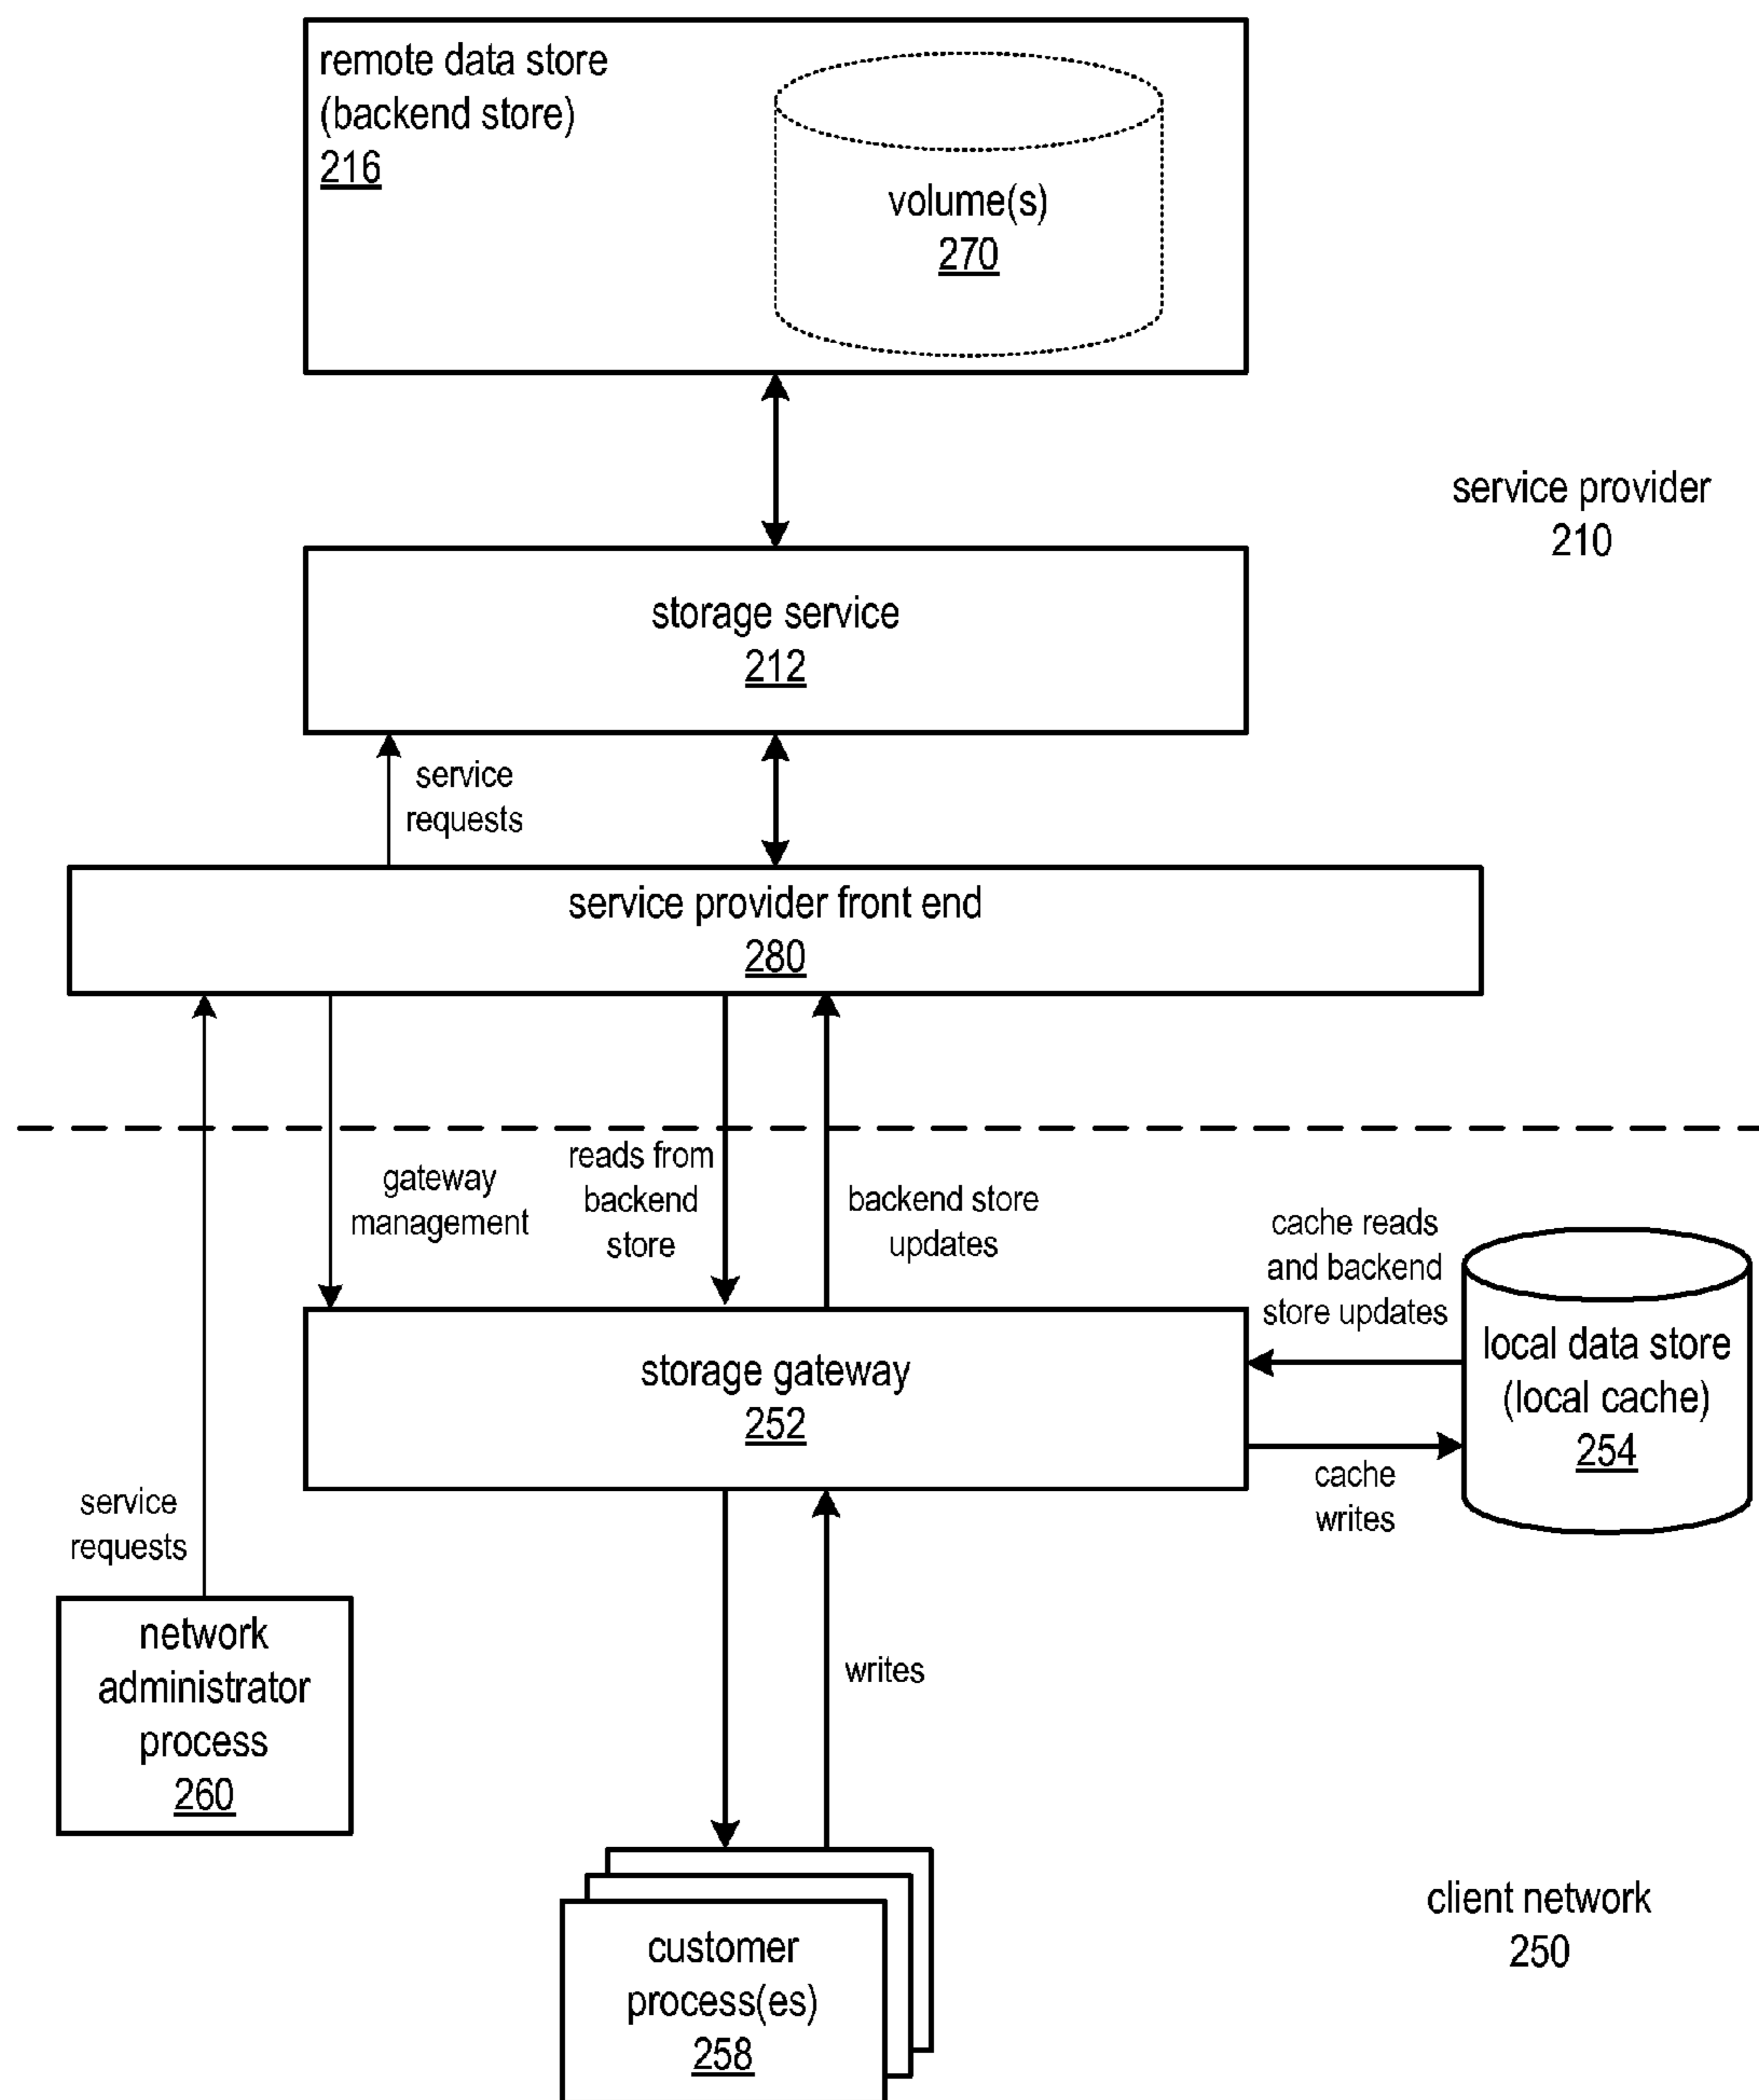 remote data store
(backend store)
216
volume(s)
270
service provider
210
storage service
212
service
requests
service provider front end
280
gateway
management
reads from
backend
store
backend store
updates
cache reads
and backend
store updates
local data store
(local cache)
254
storage gateway
252
cache
writes
service
requests
network
administrator
process
260
writes
customer
process(es)
258
client network
250